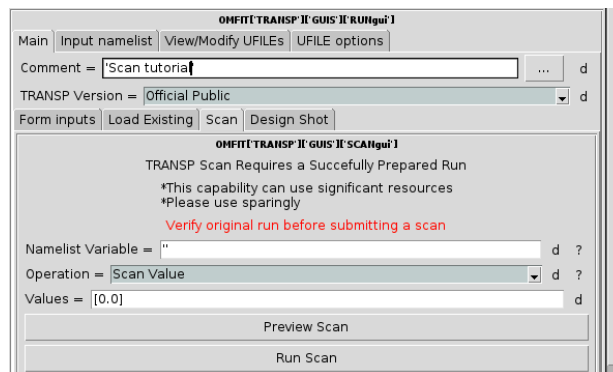 OMFIT['TRANSP']['GUIS']['RUNgui']
Main Input namelist View/Modify UFILEs UFILE options
Comment = 'Scan tutorial' ... d
TRANSP Version = Official Public d
Form inputs Load Existing Scan Design Shot
OMFIT['TRANSP']['GUIS']['SCANgui']
TRANSP Scan Requires a Succefully Prepared Run
*This capability can use significant resources
*Please use sparingly
Verify original run before submitting a scan
Namelist Variable = '' d ?
Operation = Scan Value d ?
Values = [0.0] d
Preview Scan
Run Scan